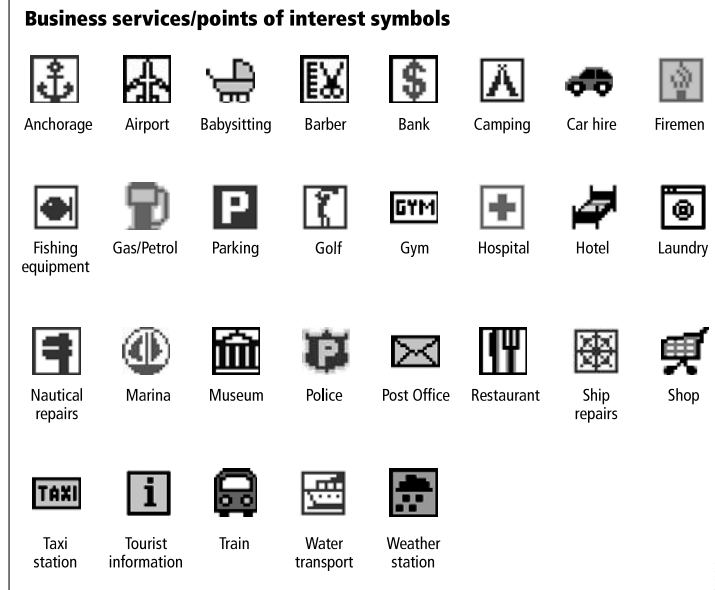 Business services/points of interest symbols
Anchorage Airport Babysitting Barber Bank Camping Car hire Firemen
P GYM
Fishing equipment Gas/Petrol Parking Golf Gym Hospital Hotel Laundry
P
Nautical repairs Marina Museum Police Post Office Restaurant Ship repairs Shop
TAXI i
Taxi station Tourist information Train Water transport Weather station
$